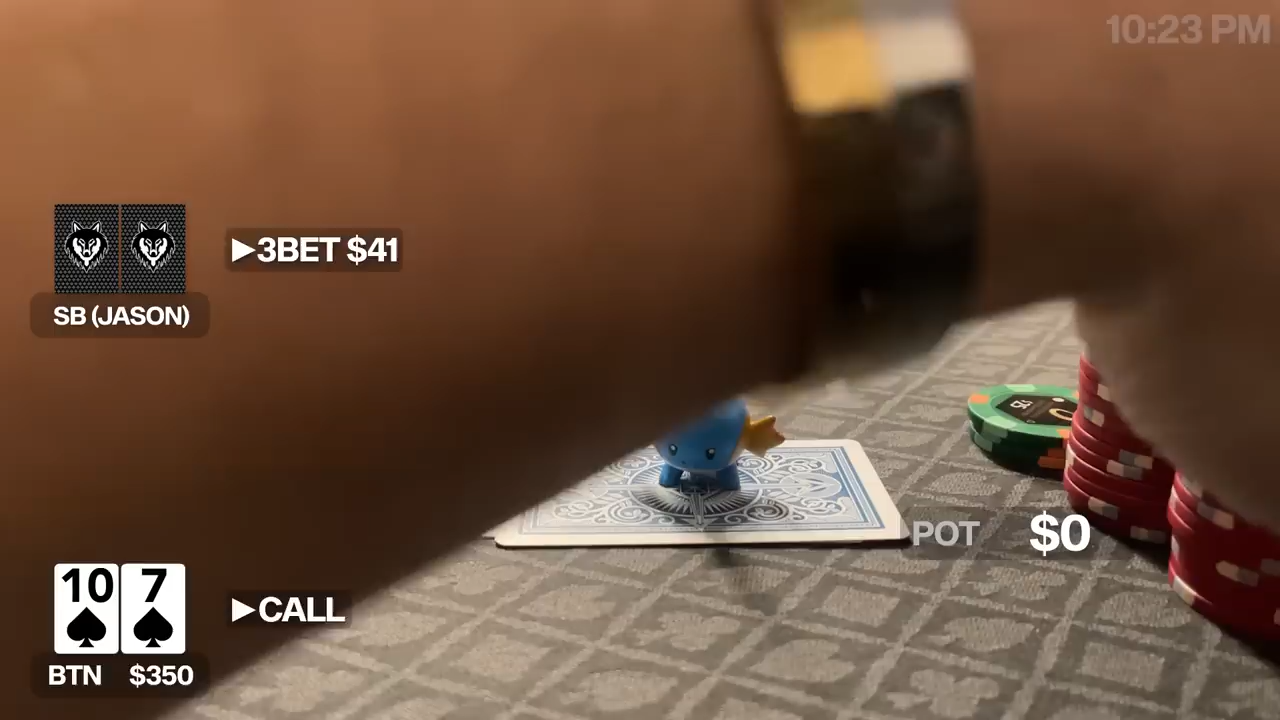 10:23 PM
▶3BET $41
SB (JASON)
POT $0
10 7
▶CALL
BTN $350